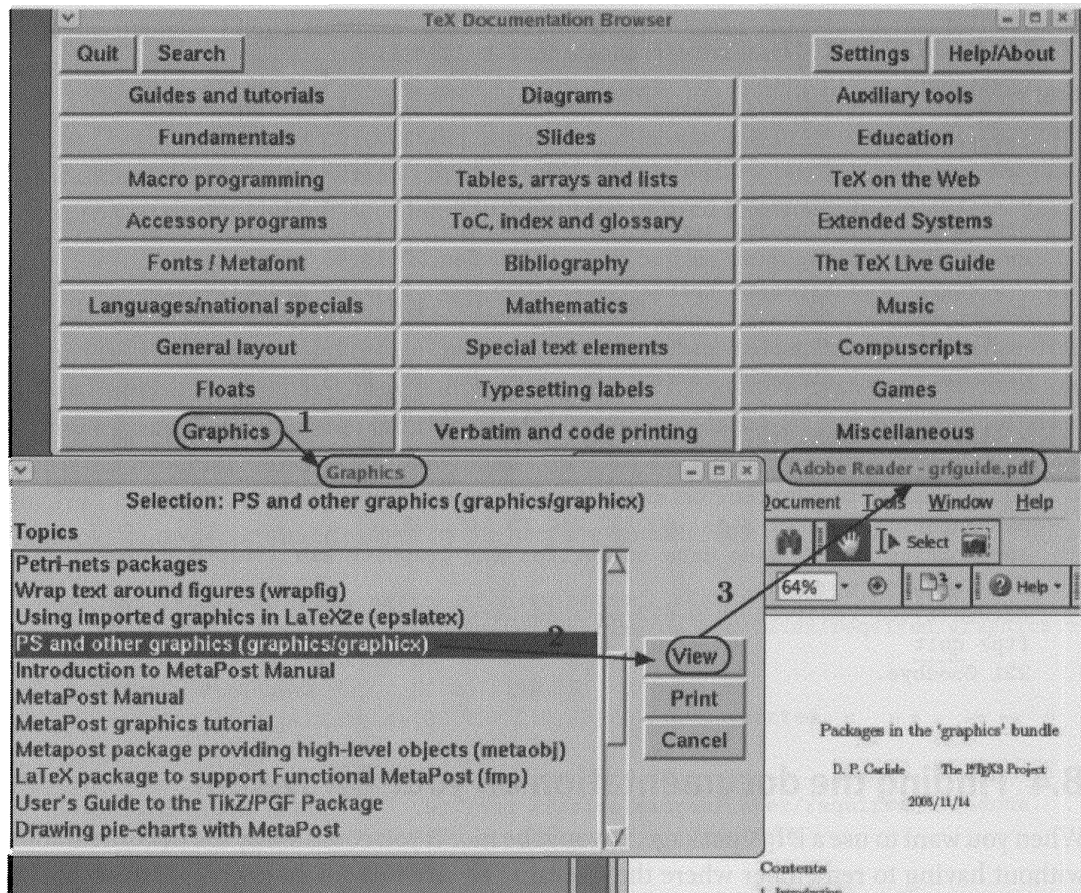 TeX Documentation Browser
Quit Search Settings Help/About
Guides and tutorials Diagrams Auxiliary tools
Fundamentals Slides Education
Macro programming Tables, arrays and lists TeX on the Web
Accessory programs ToC, index and glossary Extended Systems
Fonts / Metafont Bibliography The TeX Live Guide
Languages/national specials Mathematics Music
General layout Special text elements Compuscripts
Floats Typesetting labels Games
Graphics 1 Verbatim and code printing Miscellaneous
Graphics
Selection: PS and other graphics (graphics/graphicx)
Topics
Petri-nets packages
Wrap text around figures (wrapfig)
Using imported graphics in LaTeX2e (epslatex)
PS and other graphics (graphics/graphicx) 2
Introduction to MetaPost Manual
MetaPost Manual
MetaPost graphics tutorial
Metapost package providing high-level objects (metaobj)
LaTeX package to support Functional MetaPost (fmp)
User's Guide to the TikZ/PGF Package
Drawing pie-charts with MetaPost
View
Print
Cancel
3
Adobe Reader - grfguide.pdf
Document Tools Window Help
Select
64% Help
Packages in the 'graphics' bundle
D. P. Carlisle The LaTeX3 Project
2005/11/14
Contents
1 Introduction